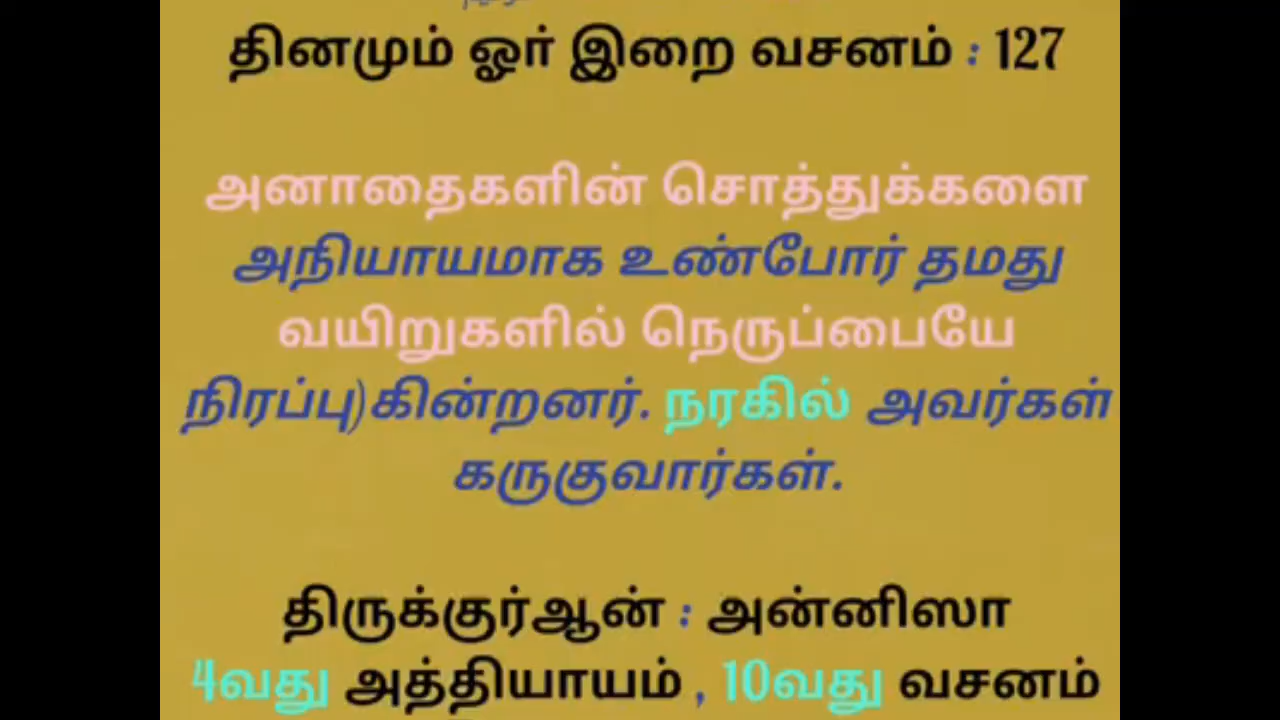 தினமும் ஓர் இறை வசனம் : 127
அனாதைகளின் சொத்துக்களை
அநியாயமாக உண்போர் தமது
வயிறுகளில் நெருப்பையே
நிரப்பு)கின்றனர். நரகில் அவர்கள்
கருகுவார்கள்.
திருக்குர்ஆன் : அன்னிஸா
4வது அத்தியாயம் , 10வது வசனம்